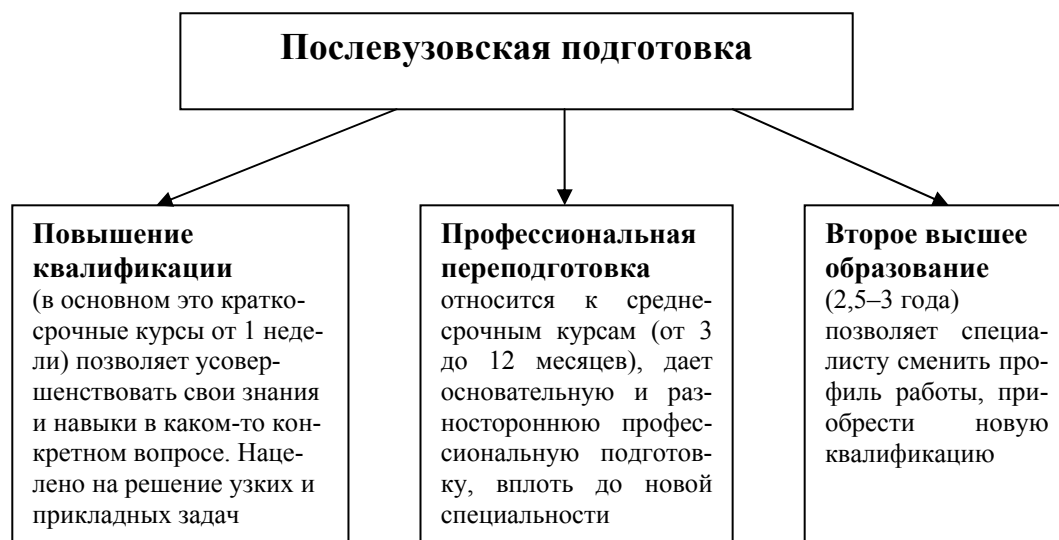 Послевузовская подготовка
Повышение
квалификации
(в основном это кратко-
срочные курсы от 1 неде-
ли) позволяет усовер-
шенствовать свои знания
и навыки в каком-то кон-
кретном вопросе. Наце-
лено на решение узких и
прикладных задач
Профессиональная
переподготовка
относится к средне-
срочным курсам (от 3
до 12 месяцев), дает
основательную и раз-
ностороннюю профес-
сиональную подготов-
ку, вплоть до новой
специальности
Второе высшее
образование
(2,5–3 года)
позволяет специа-
листу сменить про-
филь работы, при-
обрести новую
квалификацию